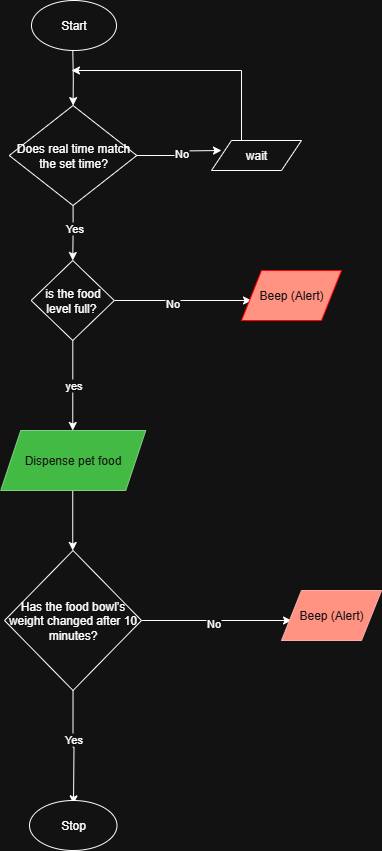 Start
Does real time match
the set time?
No
wait
Yes
is the food
level full?
No
Beep (Alert)
yes
Dispense pet food
Has the food bowl's
weight changed after 10
minutes?
No
Beep (Alert)
Yes
Stop